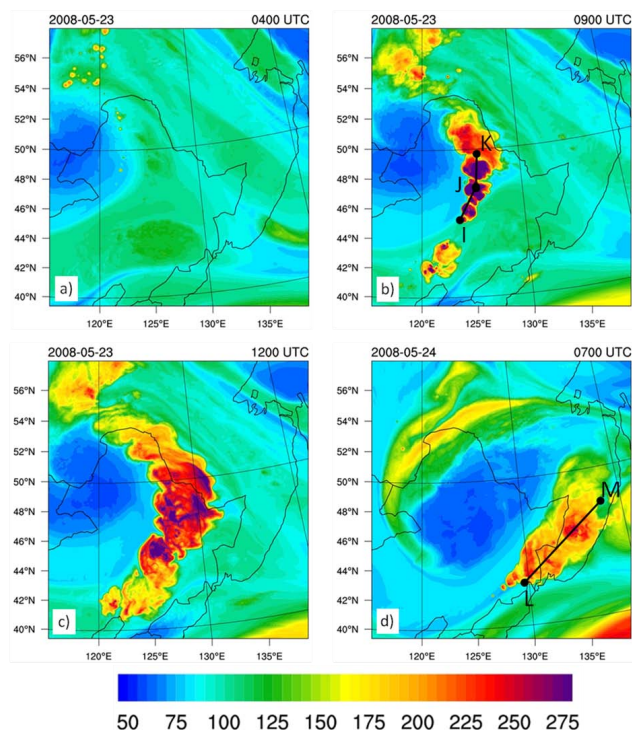 2008-05-23 0400 UTC
2008-05-23 0900 UTC
56°N
54°N
52°N
50°N
48°N
46°N
44°N
42°N
40°N
a)
120°E 125°E 130°E 135°E
56°N
54°N
52°N
50°N
48°N
46°N
44°N
42°N
40°N
K
J
I
b)
120°E 125°E 130°E 135°E
2008-05-23 1200 UTC
2008-05-24 0700 UTC
56°N
54°N
52°N
50°N
48°N
46°N
44°N
42°N
40°N
c)
120°E 125°E 130°E 135°E
56°N
54°N
52°N
50°N
48°N
46°N
44°N
42°N
40°N
M
L
d)
120°E 125°E 130°E 135°E
50 75 100 125 150 175 200 225 250 275